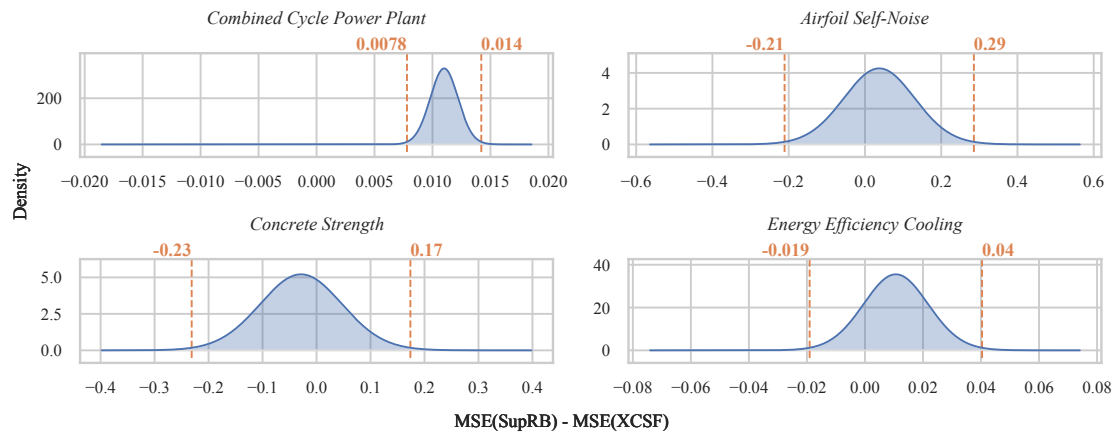 Combined Cycle Power Plant
0.0078 0.014
200
0
−0.020 −0.015 −0.010 −0.005 0.000 0.005 0.010 0.015 0.020
Airfoil Self-Noise
-0.21 0.29
4
2
0
−0.6 −0.4 −0.2 0.0 0.2 0.4 0.6
Density
Concrete Strength
-0.23 0.17
5.0
2.5
0.0
−0.4 −0.3 −0.2 −0.1 0.0 0.1 0.2 0.3 0.4
Energy Efficiency Cooling
-0.019 0.04
40
20
0
−0.08 −0.06 −0.04 −0.02 0.00 0.02 0.04 0.06 0.08
MSE(SupRB) - MSE(XCSF)